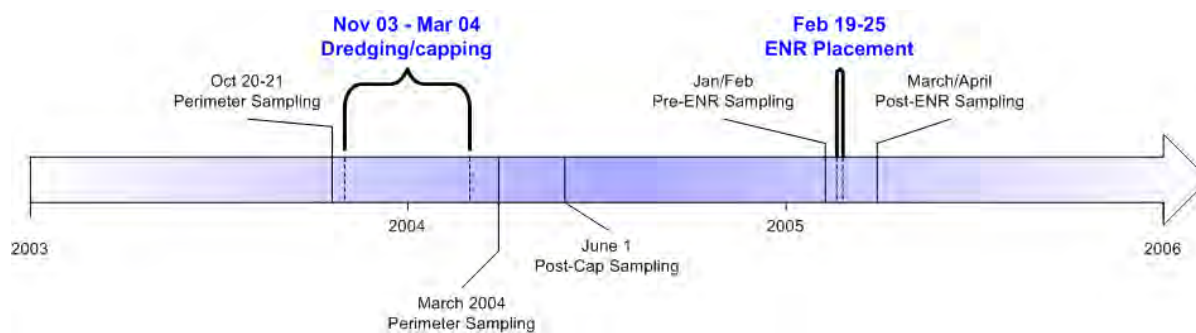 Nov 03 - Mar 04
Dredging/capping
Feb 19-25
ENR Placement
Oct 20-21
Perimeter Sampling
Jan/Feb
Pre-ENR Sampling
March/April
Post-ENR Sampling
2003
2004
2005
2006
June 1
Post-Cap Sampling
March 2004
Perimeter Sampling